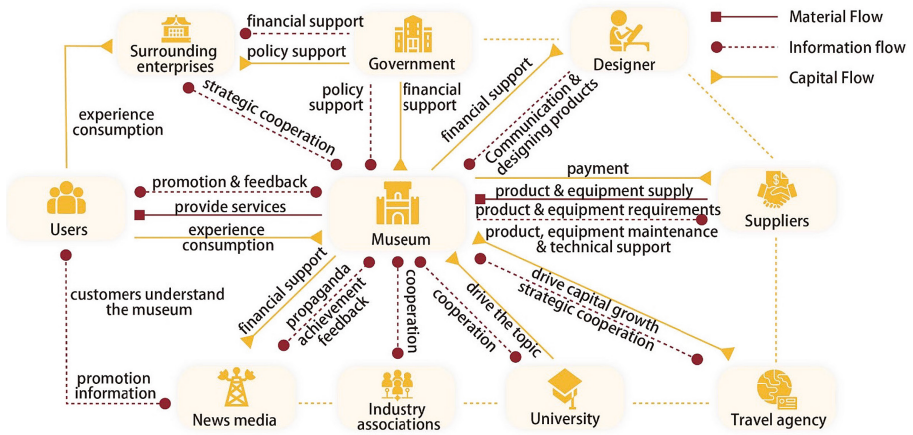 financial support
Material Flow
Surrounding
enterprises
policy support
Government
Designer
Information flow
Capital Flow
experience
consumption
strategic cooperation
policy
support
financial
support
financial support
Communication &
designing products
promotion & feedback
provide services
experience
consumption
Users
Museum
payment
product & equipment supply
product & equipment requirements
product, equipment maintenance
& technical support
Suppliers
customers understand
the museum
financial support
propaganda
achievement
feedback
cooperation
cooperation
drive the topic
drive capital growth
strategic cooperation
promotion
information
News media
Industry
associations
University
Travel agency